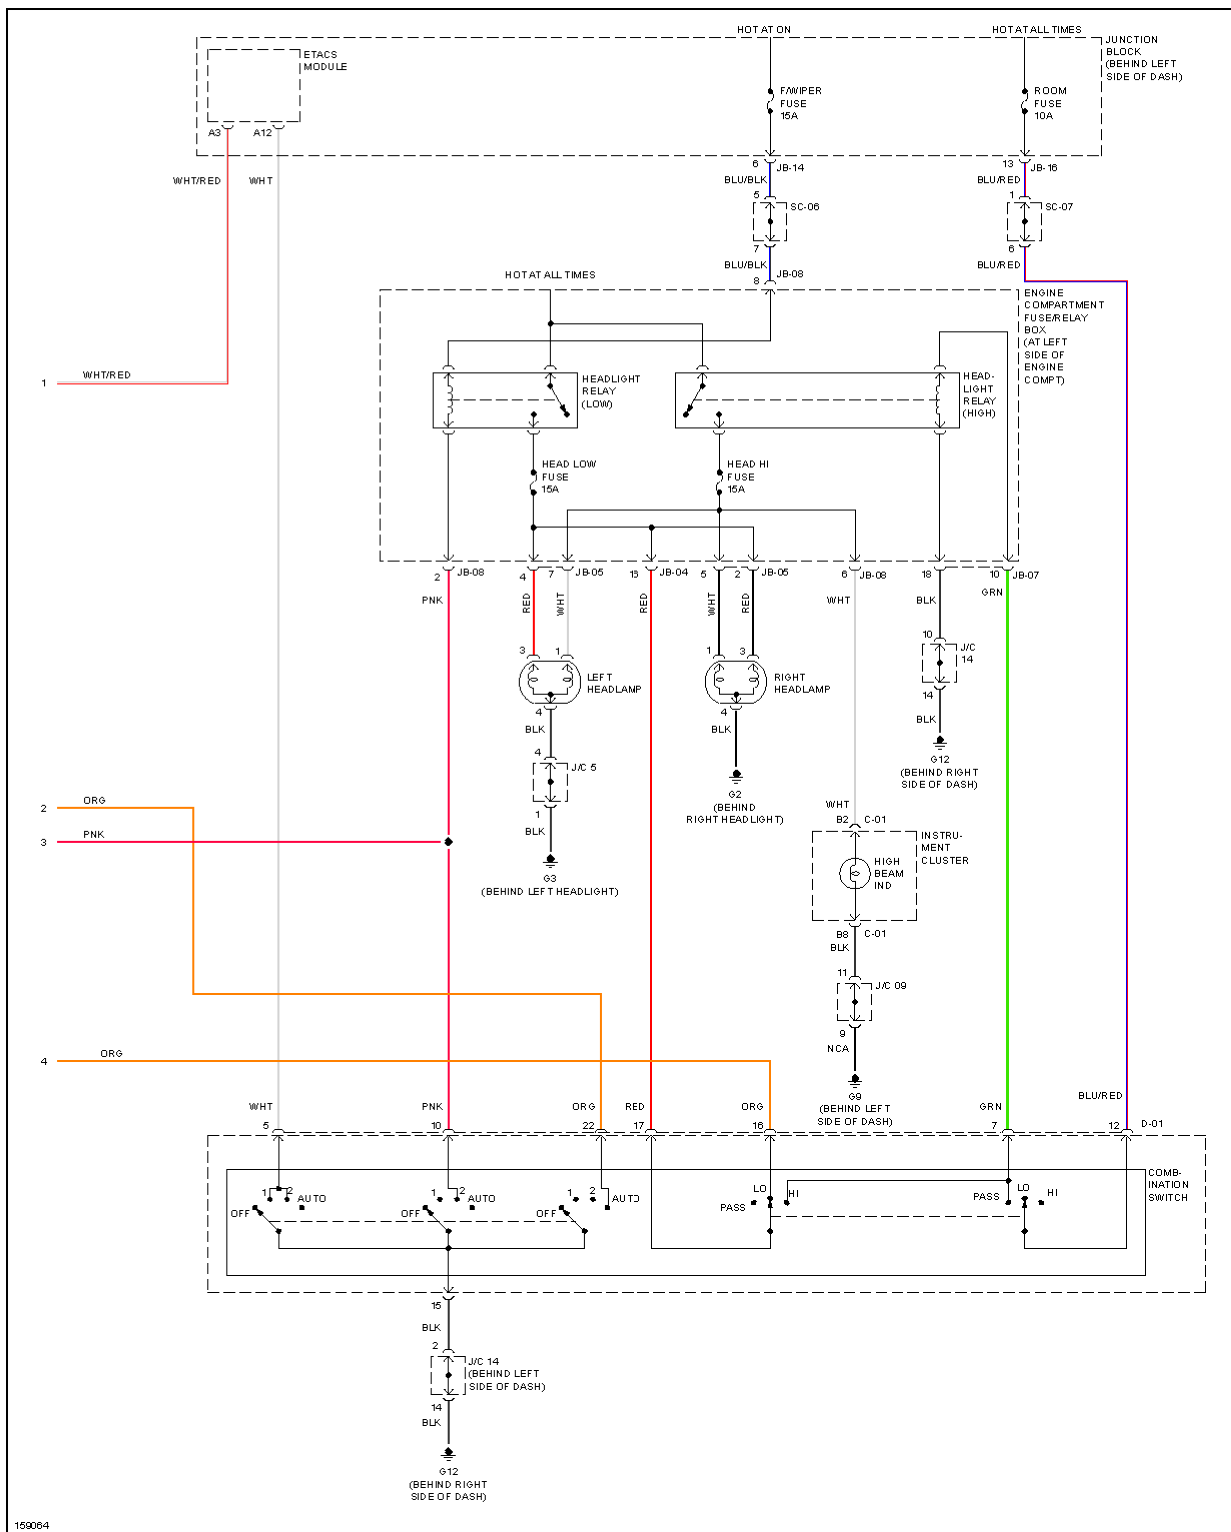 HOT AT ON
HOT AT ALL TIMES
ETACS
MODULE
JUNCTION
BLOCK
(BEHIND LEFT
SIDE OF DASH)
F/WIPER
FUSE
15A
ROOM
FUSE
10A
A3
A12
WHT/RED
WHT
6
JB-14
BLU/BLK
5
SC-06
7
BLU/BLK
8
JB-08
13
JB-16
BLU/RED
1
SC-07
6
BLU/RED
HOT AT ALL TIMES
ENGINE
COMPARTMENT
FUSE/RELAY
BOX
(AT LEFT
SIDE OF
ENGINE
COMPT)
1
WHT/RED
HEADLIGHT
RELAY
(LOW)
HEAD-
LIGHT
RELAY
(HIGH)
HEAD LOW
FUSE
15A
HEAD HI
FUSE
15A
2
JB-08
4
7
JB-05
13
JB-04
5
2
JB-05
6
JB-08
18
10
JB-07
PNK
RED
WHT
RED
WHT
RED
WHT
BLK
GRN
3
1
LEFT
HEADLAMP
4
BLK
4
J/C 5
1
BLK
G3
(BEHIND LEFT HEADLIGHT)
1
3
RIGHT
HEADLAMP
4
BLK
G2
(BEHIND
RIGHT HEADLIGHT)
10
J/C
14
14
BLK
G12
(BEHIND RIGHT
SIDE OF DASH)
WHT
B2
C-01
INSTRU-
MENT
CLUSTER
HIGH
BEAM
IND
B8
C-01
BLK
11
J/C 09
9
NCA
G9
(BEHIND LEFT
SIDE OF DASH)
2
ORG
3
PNK
4
ORG
WHT
PNK
ORG
RED
ORG
GRN
BLU/RED
5
10
22
17
16
7
12
D-01
COMB-
INATION
SWITCH
1
2
AUTO
OFF
1
2
AUTO
OFF
1
2
AUTO
OFF
LO
HI
PASS
PASS
LO
HI
15
BLK
2
J/C 14
(BEHIND LEFT
SIDE OF DASH)
14
BLK
G12
(BEHIND RIGHT
SIDE OF DASH)
159064